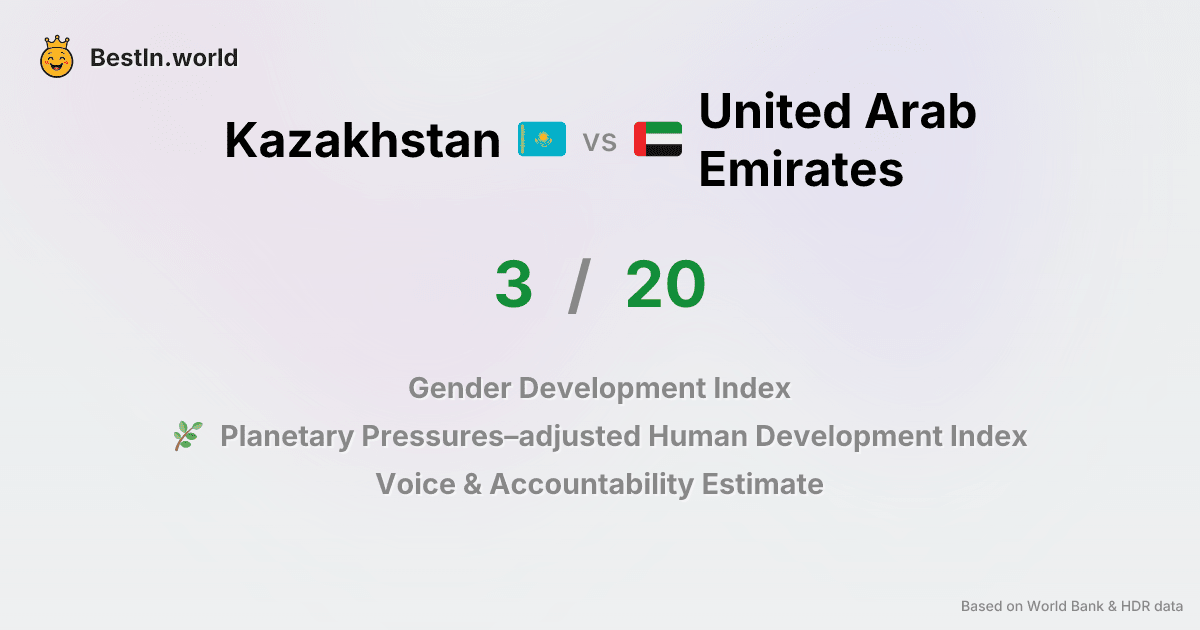 BestIn.world
Kazakhstan vs United Arab
Emirates
3 / 20
Gender Development Index
Planetary Pressures–adjusted Human Development Index
Voice & Accountability Estimate
Based on World Bank & HDR data